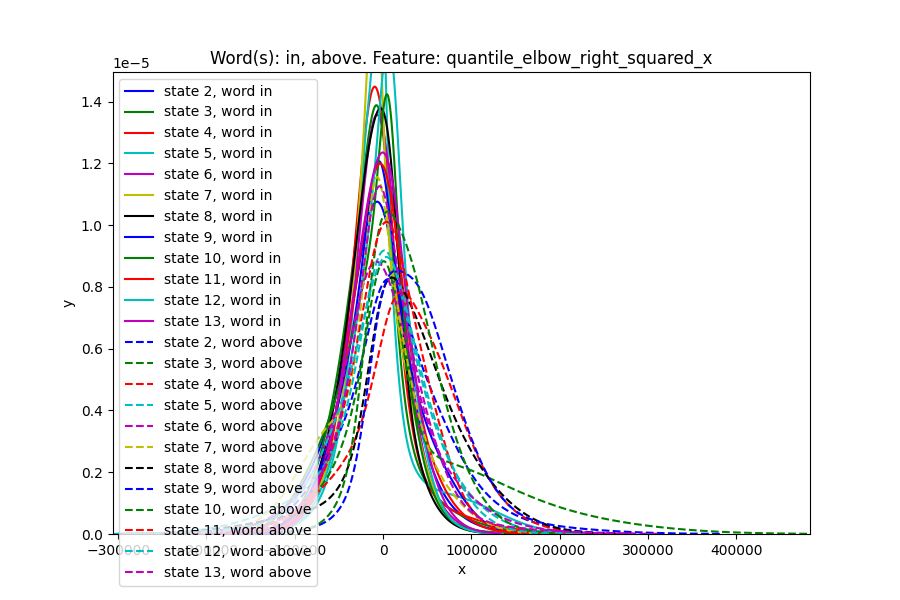 Word(s): in, above. Feature: quantile_elbow_right_squared_x
1e−5
1.4
1.2
1.0
0.8
0.6
0.4
0.2
0.0
y
state 2, word in
state 3, word in
state 4, word in
state 5, word in
state 6, word in
state 7, word in
state 8, word in
state 9, word in
state 10, word in
state 11, word in
state 12, word in
state 13, word in
state 2, word above
state 3, word above
state 4, word above
state 5, word above
state 6, word above
state 7, word above
state 8, word above
state 9, word above
state 10, word above
state 11, word above
state 12, word above
state 13, word above
−300000 −200000 −100000 0 100000 200000 300000 400000
x